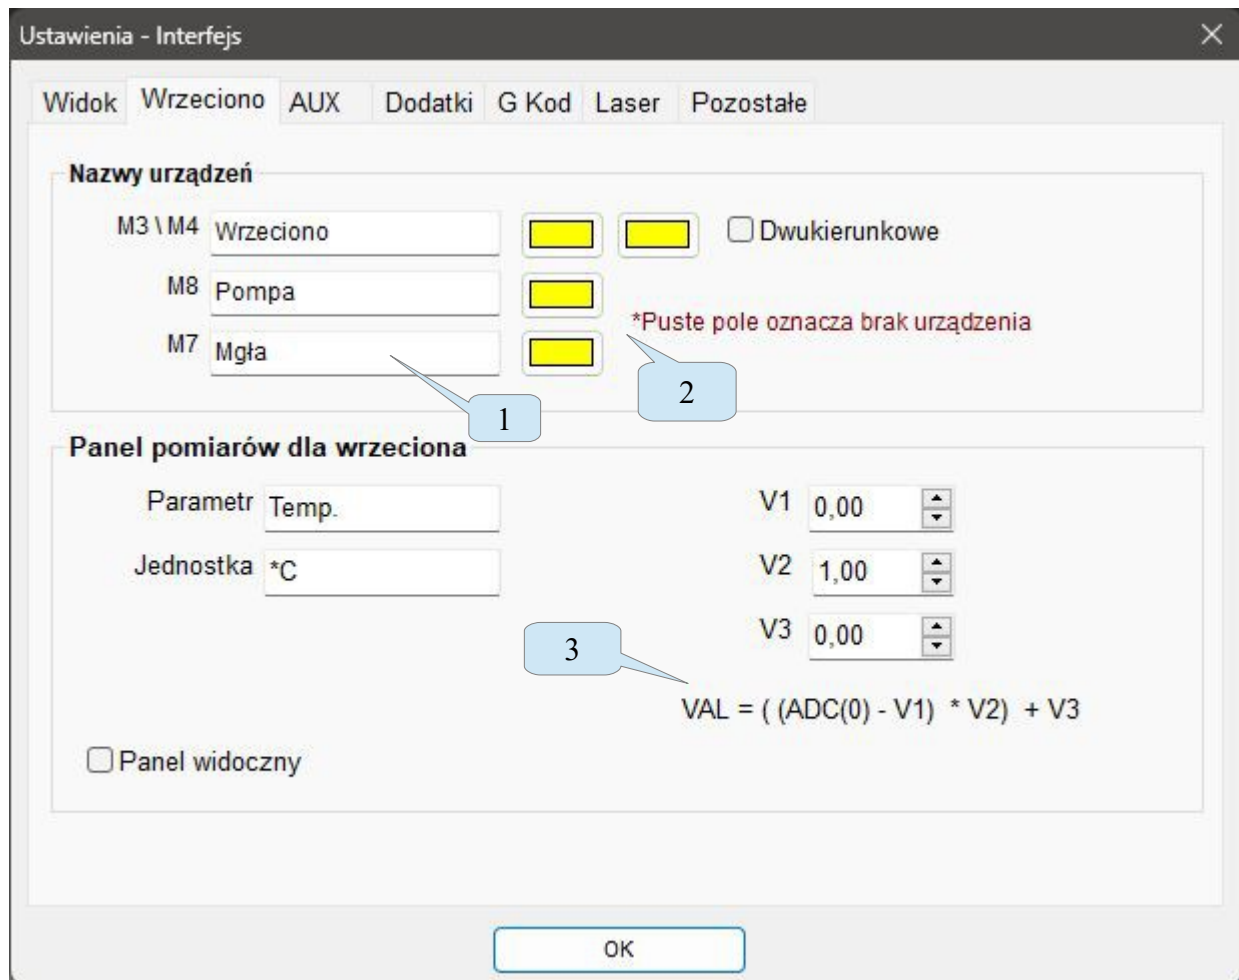 Ustawienia - Interfejs
Widok Wrzeciono AUX Dodatki G Kod Laser Pozostałe
Nazwy urządzeń
M3 \ M4 Wrzeciono Dwukierunkowe
M8 Pompa
*Puste pole oznacza brak urządzenia
M7 Mgła
2
1
Panel pomiarów dla wrzeciona
Parametr Temp. V1 0,00
Jednostka *C V2 1,00
V3 0,00
3
VAL = ( (ADC(0) - V1) * V2) + V3
Panel widoczny
OK